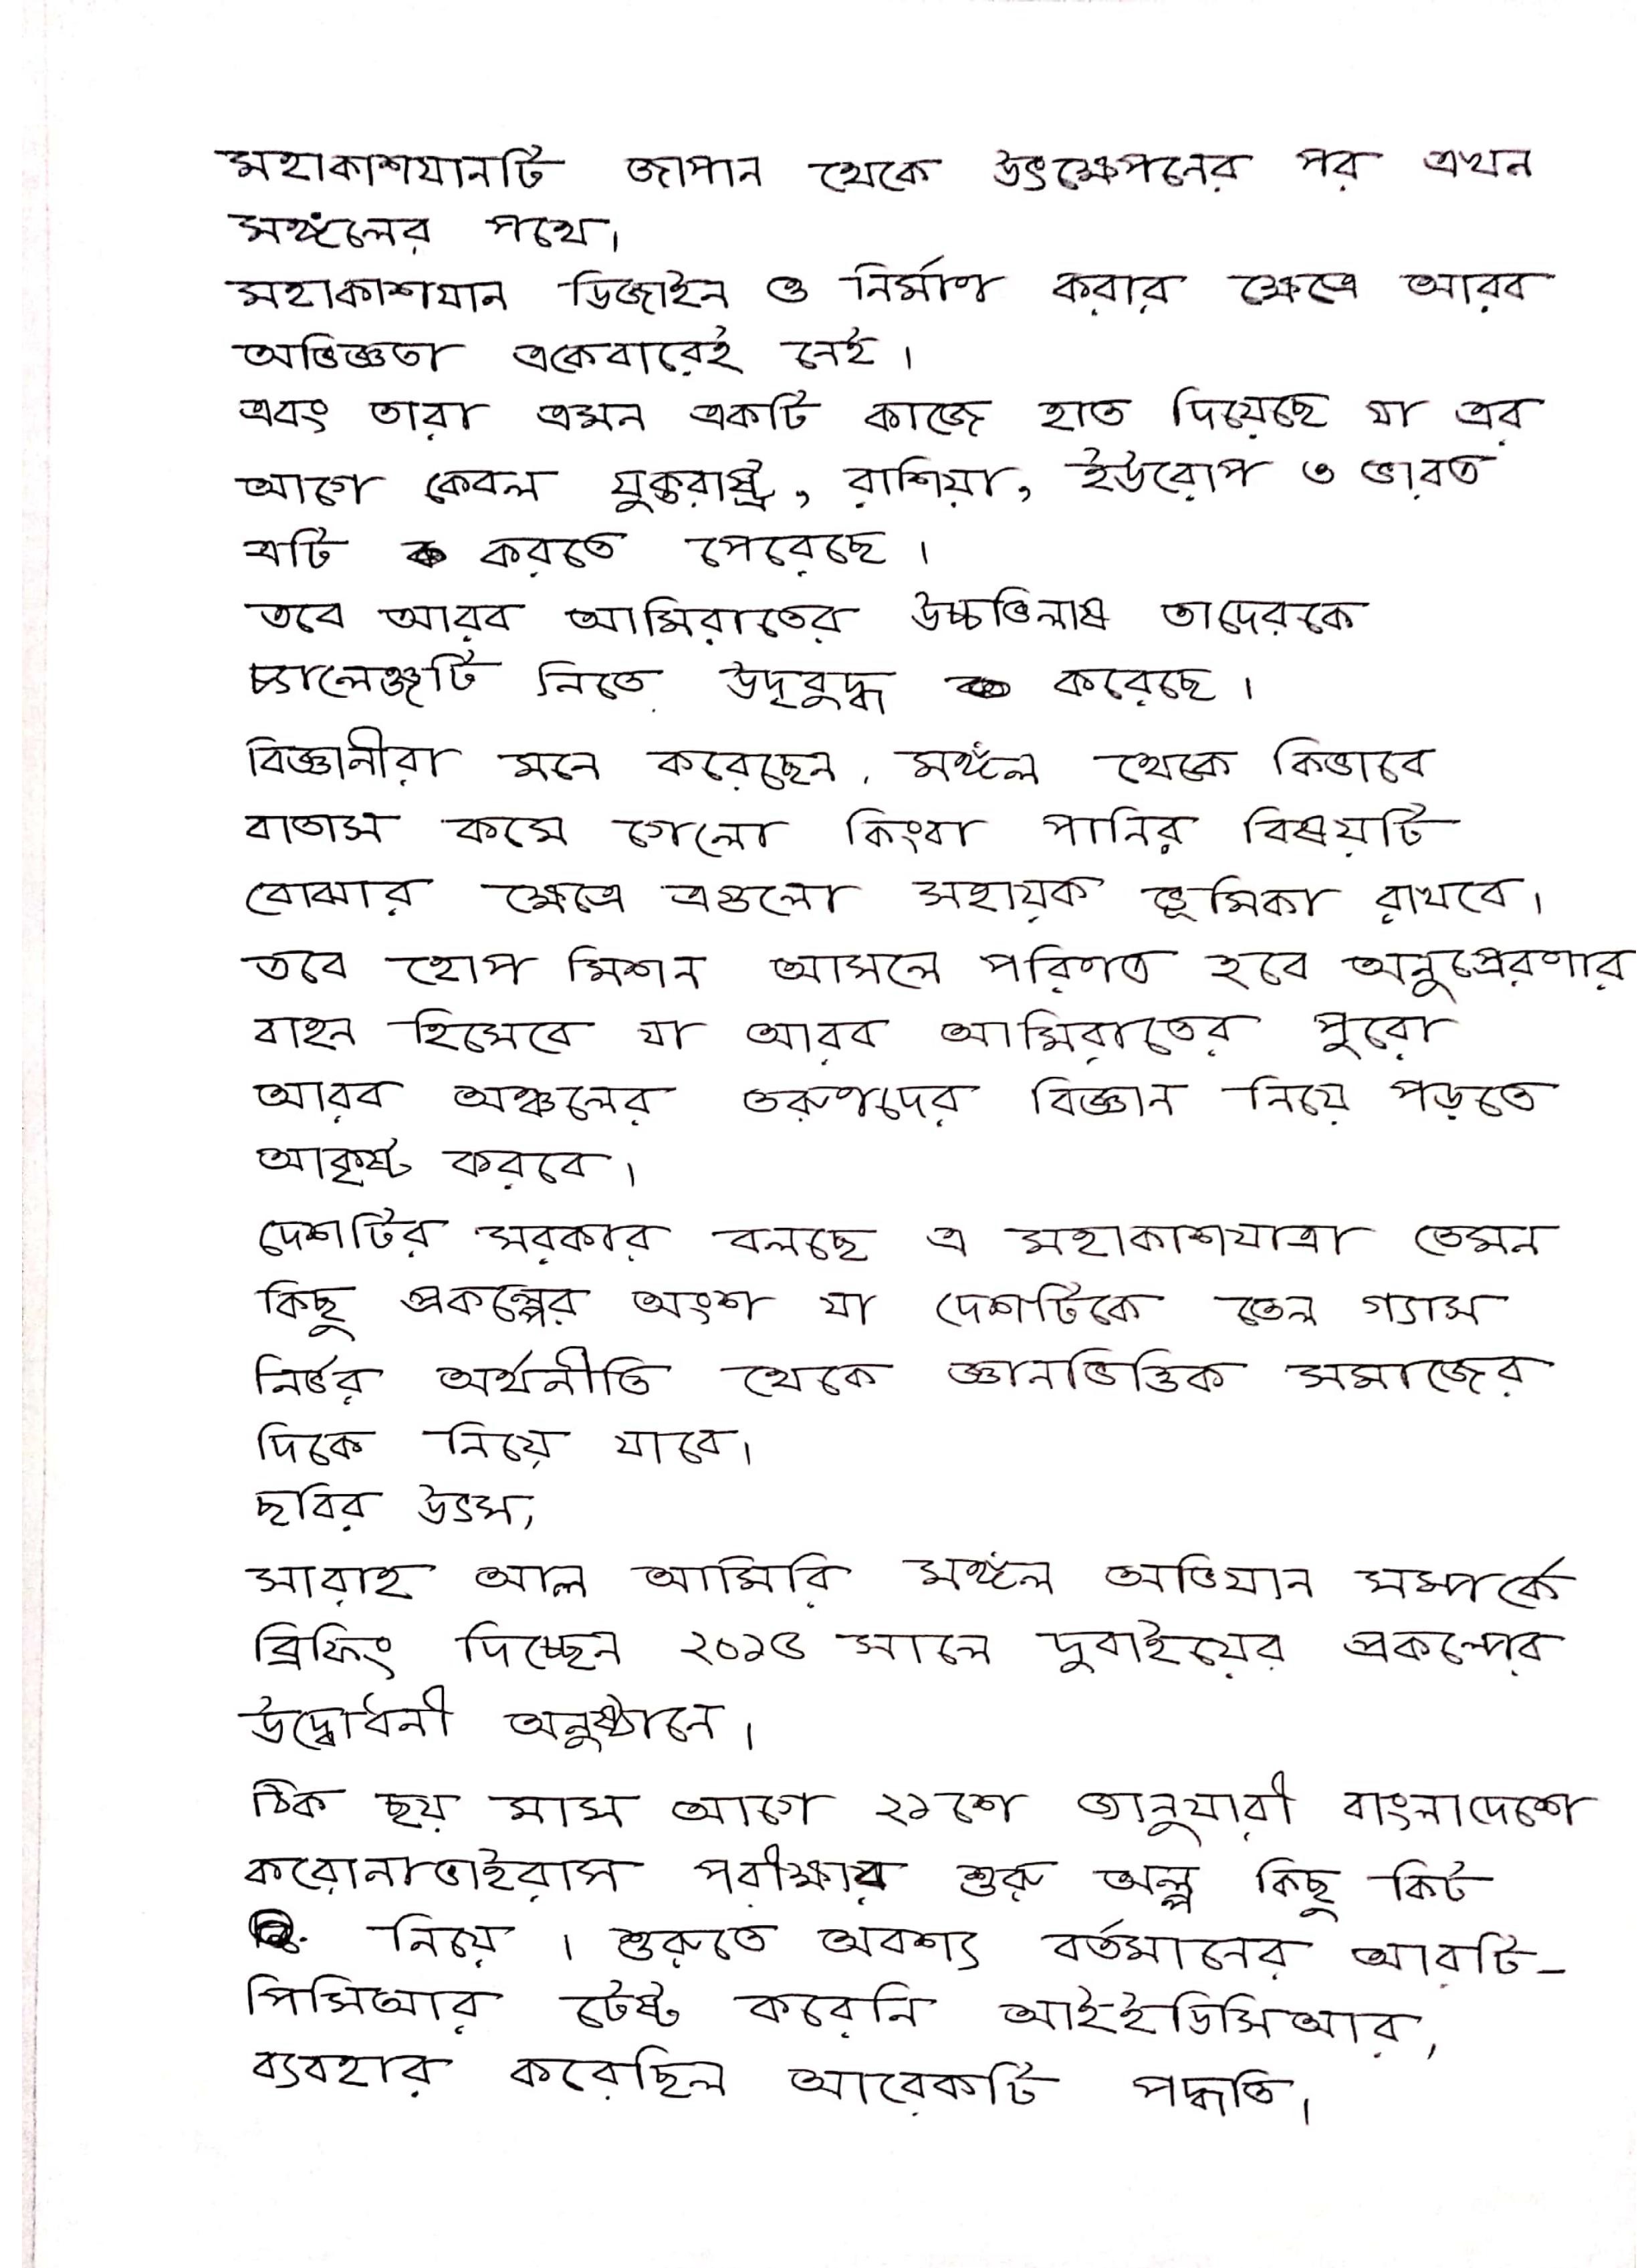 মহাকাশযানটি জাপান থেকে উৎক্ষেপনের পর এখন
মঙ্গলের পথে।
মহাকাশযান ডিজাইন ও নির্মাণ করার ক্ষেত্রে আরব
অভিজ্ঞতা একেবারেই নেই।
এবং তারা এমন একটি কাজে হাত দিয়েছে যা এর
আগে কেবল যুক্তরাষ্ট্র, রাশিয়া, ইউরোপ ও ভারত
এটি করতে পেরেছে।
তবে আরব আমিরাতের উচ্চভিলাষ তাদেরকে
চ্যালেঞ্জটি নিতে উদ্বুদ্ধ করেছে।
বিজ্ঞানীরা মনে করেছেন, মঙ্গল থেকে কিভাবে
বাতাস কমে গেলো কিংবা পানির বিষয়টি
বোঝার ক্ষেত্রে এগুলো সহায়ক ভূমিকা রাখবে।
তবে হোপ মিশন আসলে পরিণত হবে অনুপ্রেরণার
বাহন হিসেবে যা আরব আমিরাতের পুরো
আরব অঞ্চলের তরুণদের বিজ্ঞান নিয়ে পড়তে
আকৃষ্ট করবে।
দেশটির সরকার বলছে এ মহাকাশযাত্রা তেমন
কিছু প্রকল্পের অংশ যা দেশটিকে তেল গ্যাস
নির্ভর অর্থনীতি থেকে জ্ঞানভিত্তিক সমাজের
দিকে নিয়ে যাবে।
ছবির উৎস,
সারাহ আল আমিরি মঙ্গল অভিযান সম্পর্কে
ব্রিফিং দিচ্ছেন ২০১৫ সালে দুবাইয়ের প্রকল্পের
উদ্বোধনী অনুষ্ঠানে।
ঠিক ছয় মাস আগে ২১শে জানুয়ারী বাংলাদেশে
করোনাভাইরাস পরীক্ষার শুরু অল্প কিছু কিট
নিয়ে। শুরুতে অবশ্য বর্তমানের আরটি-
পিসিআর টেষ্ট করেনি আইইডিসিআর,
ব্যবহার করেছিল আরেকটি পদ্ধতি।